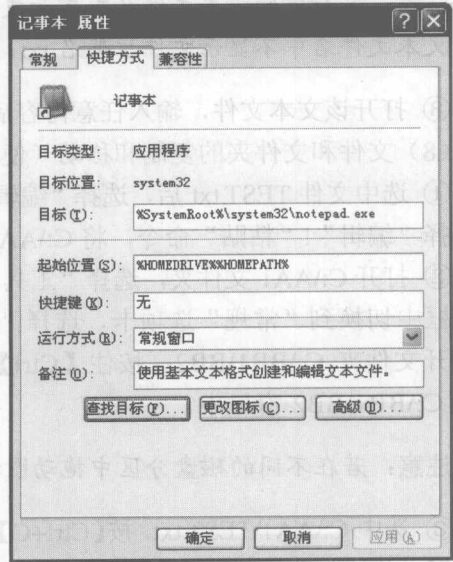 记事本 属性
常规 快捷方式 兼容性
记事本
目标类型: 应用程序
目标位置: system32
目标(T): %SystemRoot%\system32\notepad.exe
起始位置(S): %HOMEDRIVE%%HOMEPATH%
快捷键(K): 无
运行方式(R): 常规窗口
备注(O): 使用基本文本格式创建和编辑文本文件。
查找目标(F)... 更改图标(C)... 高级(D)...
确定 取消 应用(A)